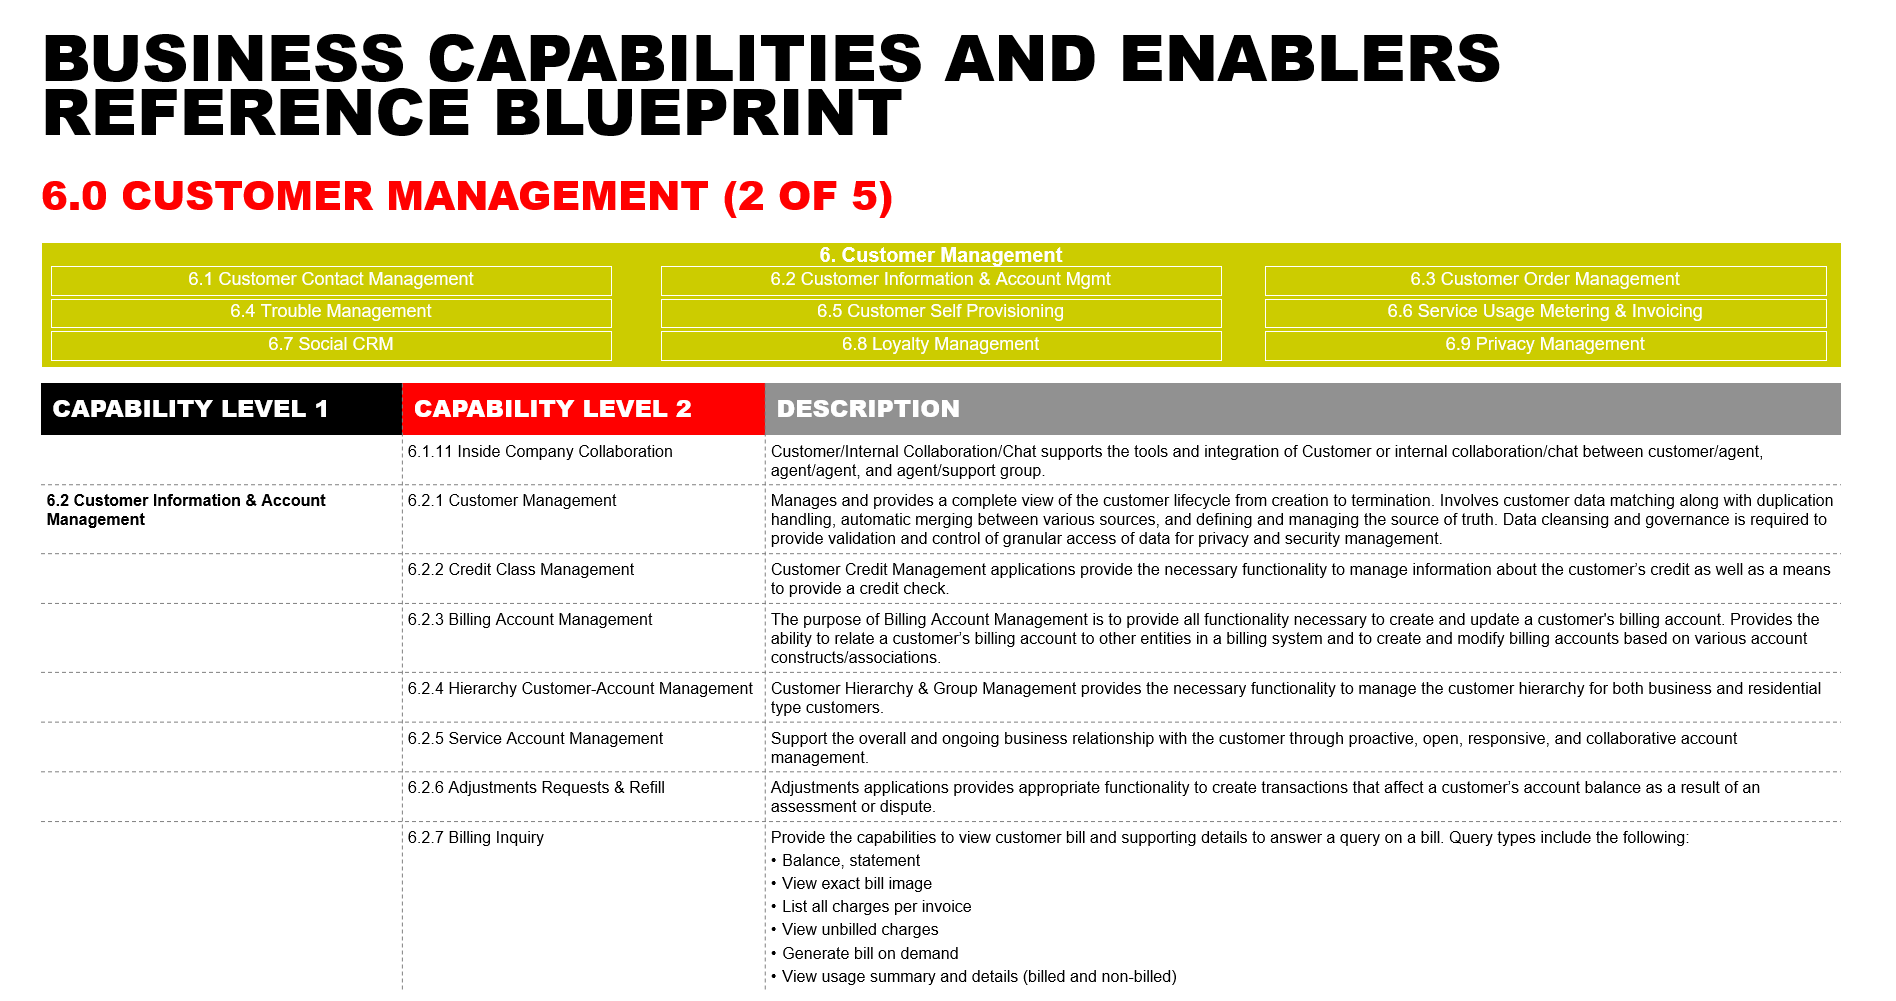 BUSINESS CAPABILITIES AND ENABLERS
REFERENCE BLUEPRINT
6.0 CUSTOMER MANAGEMENT (2 OF 5)
6. Customer Management
6.1 Customer Contact Management
6.2 Customer Information & Account Mgmt
6.3 Customer Order Management
6.4 Trouble Management
6.5 Customer Self Provisioning
6.6 Service Usage Metering & Invoicing
6.7 Social CRM
6.8 Loyalty Management
6.9 Privacy Management
CAPABILITY LEVEL 1
CAPABILITY LEVEL 2
DESCRIPTION
6.1.11 Inside Company Collaboration
Customer/Internal Collaboration/Chat supports the tools and integration of Customer or internal collaboration/chat between customer/agent,
agent/agent, and agent/support group.
6.2 Customer Information & Account
Management
6.2.1 Customer Management
Manages and provides a complete view of the customer lifecycle from creation to termination. Involves customer data matching along with duplication
handling, automatic merging between various sources, and defining and managing the source of truth. Data cleansing and governance is required to
provide validation and control of granular access of data for privacy and security management.
6.2.2 Credit Class Management
Customer Credit Management applications provide the necessary functionality to manage information about the customer’s credit as well as a means
to provide a credit check.
6.2.3 Billing Account Management
The purpose of Billing Account Management is to provide all functionality necessary to create and update a customer's billing account. Provides the
ability to relate a customer’s billing account to other entities in a billing system and to create and modify billing accounts based on various account
constructs/associations.
6.2.4 Hierarchy Customer-Account Management
Customer Hierarchy & Group Management provides the necessary functionality to manage the customer hierarchy for both business and residential
type customers.
6.2.5 Service Account Management
Support the overall and ongoing business relationship with the customer through proactive, open, responsive, and collaborative account
management.
6.2.6 Adjustments Requests & Refill
Adjustments applications provides appropriate functionality to create transactions that affect a customer’s account balance as a result of an
assessment or dispute.
6.2.7 Billing Inquiry
Provide the capabilities to view customer bill and supporting details to answer a query on a bill. Query types include the following:
• Balance, statement
• View exact bill image
• List all charges per invoice
• View unbilled charges
• Generate bill on demand
• View usage summary and details (billed and non-billed)